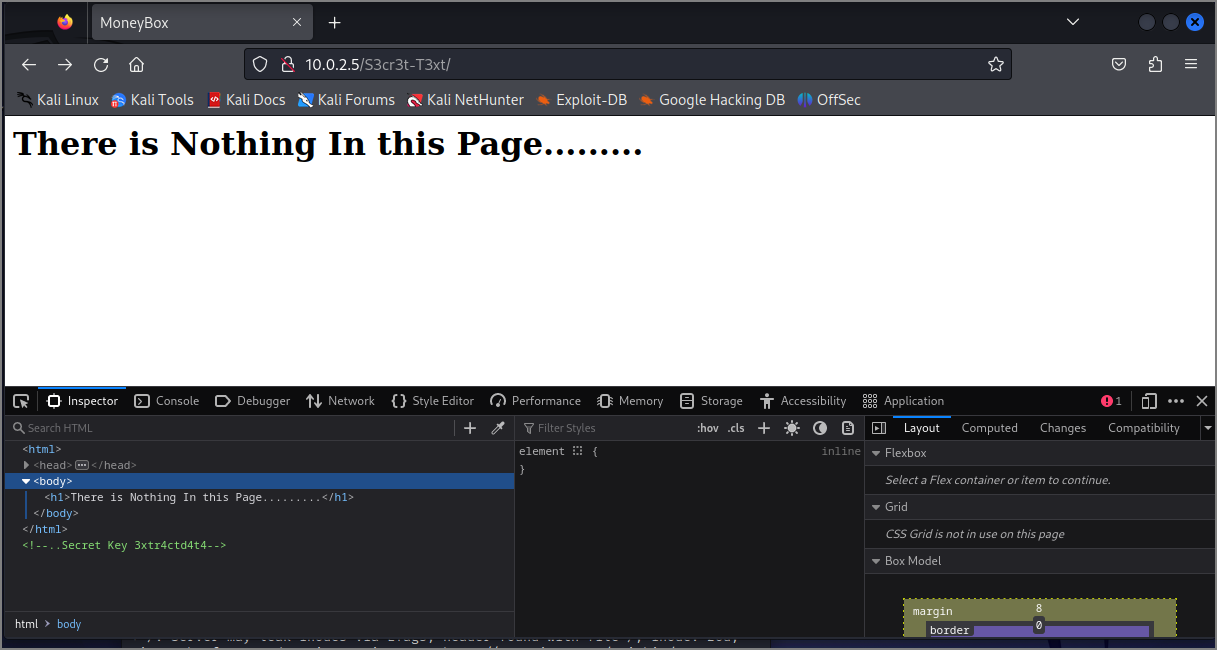 MoneyBox
10.0.2.5/S3cr3t-T3xt/
Kali Linux Kali Tools Kali Docs Kali Forums Kali NetHunter Exploit-DB Google Hacking DB OffSec
There is Nothing In this Page.........
Inspector Console Debugger Network Style Editor Performance Memory Storage Accessibility Application 1
Search HTML
Filter Styles :hov .cls
Layout Computed Changes Compatibility
<html>
<head></head>
<body>
<h1>There is Nothing In this Page.........</h1>
</body>
</html>
<!--..Secret Key 3xtr4ctd4t4-->
html > body
element { inline
}
Flexbox
Select a Flex container or item to continue.
Grid
CSS Grid is not in use on this page
Box Model
margin 8
border 0